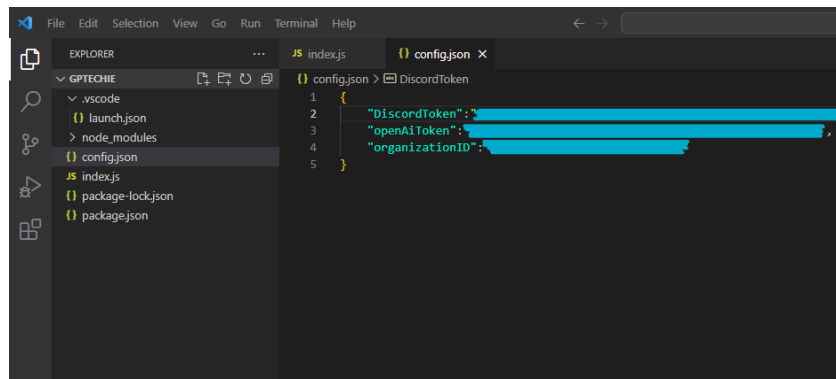 File Edit Selection View Go Run Terminal Help
EXPLORER
JS index.js
{} config.json
GPTECHIE
{} config.json > DiscordToken
.vscode
{} launch.json
node_modules
{} config.json
JS index.js
{} package-lock.json
{} package.json
1 {
2 "DiscordToken":"
3 "openAiToken": ,
4 "organizationID":
5 }